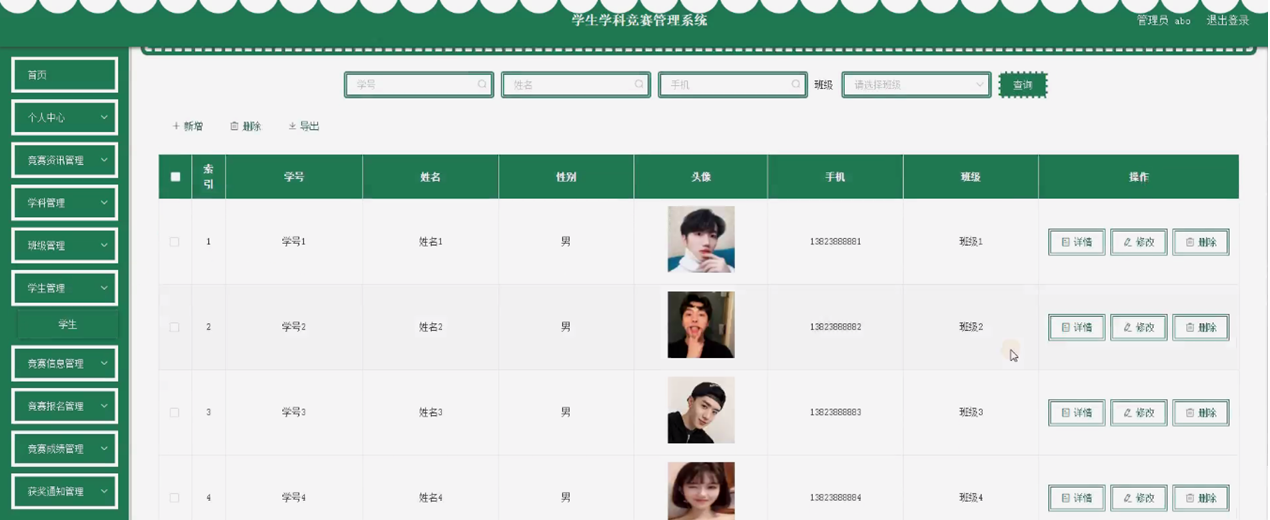 学生学科竞赛管理系统
管理员 abo 退出登录
首页
个人中心
竞赛资讯管理
学科管理
班级管理
学生管理
学生
竞赛信息管理
竞赛报名管理
竞赛成绩管理
获奖通知管理
学号 姓名 手机 班级 请选择班级 查询
新增 删除 导出
索引 学号 姓名 性别 头像 手机 班级 操作
1 学号1 姓名1 男 13823888881 班级1 详情 修改 删除
2 学号2 姓名2 男 13823888882 班级2 详情 修改 删除
3 学号3 姓名3 男 13823888883 班级3 详情 修改 删除
4 学号4 姓名4 男 13823888884 班级4 详情 修改 删除